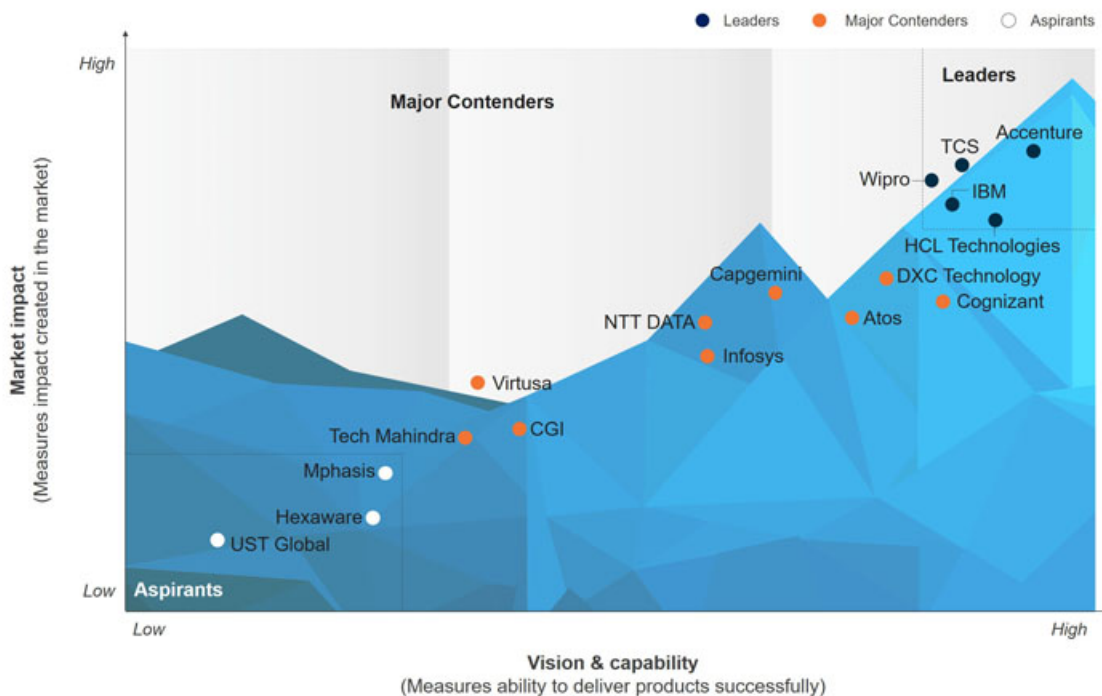 Leaders
Major Contenders
Aspirants
High
Major Contenders
Leaders
Accenture
TCS
Wipro
IBM
HCL Technologies
Capgemini
DXC Technology
Cognizant
NTT DATA
Atos
Infosys
Virtusa
Tech Mahindra
CGI
Mphasis
Hexaware
UST Global
Aspirants
Market impact
(Measures impact created in the market)
Low
Low
High
Vision & capability
(Measures ability to deliver products successfully)